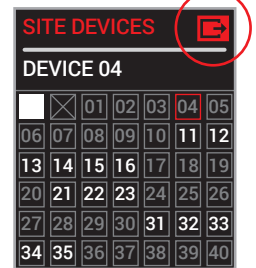 SITE DEVICES
DEVICE 04
01 02 03 04 05
06 07 08 09 10 11 12
13 14 15 16 17 18 19
20 21 22 23 24 25 26
27 28 29 30 31 32 33
34 35 36 37 38 39 40